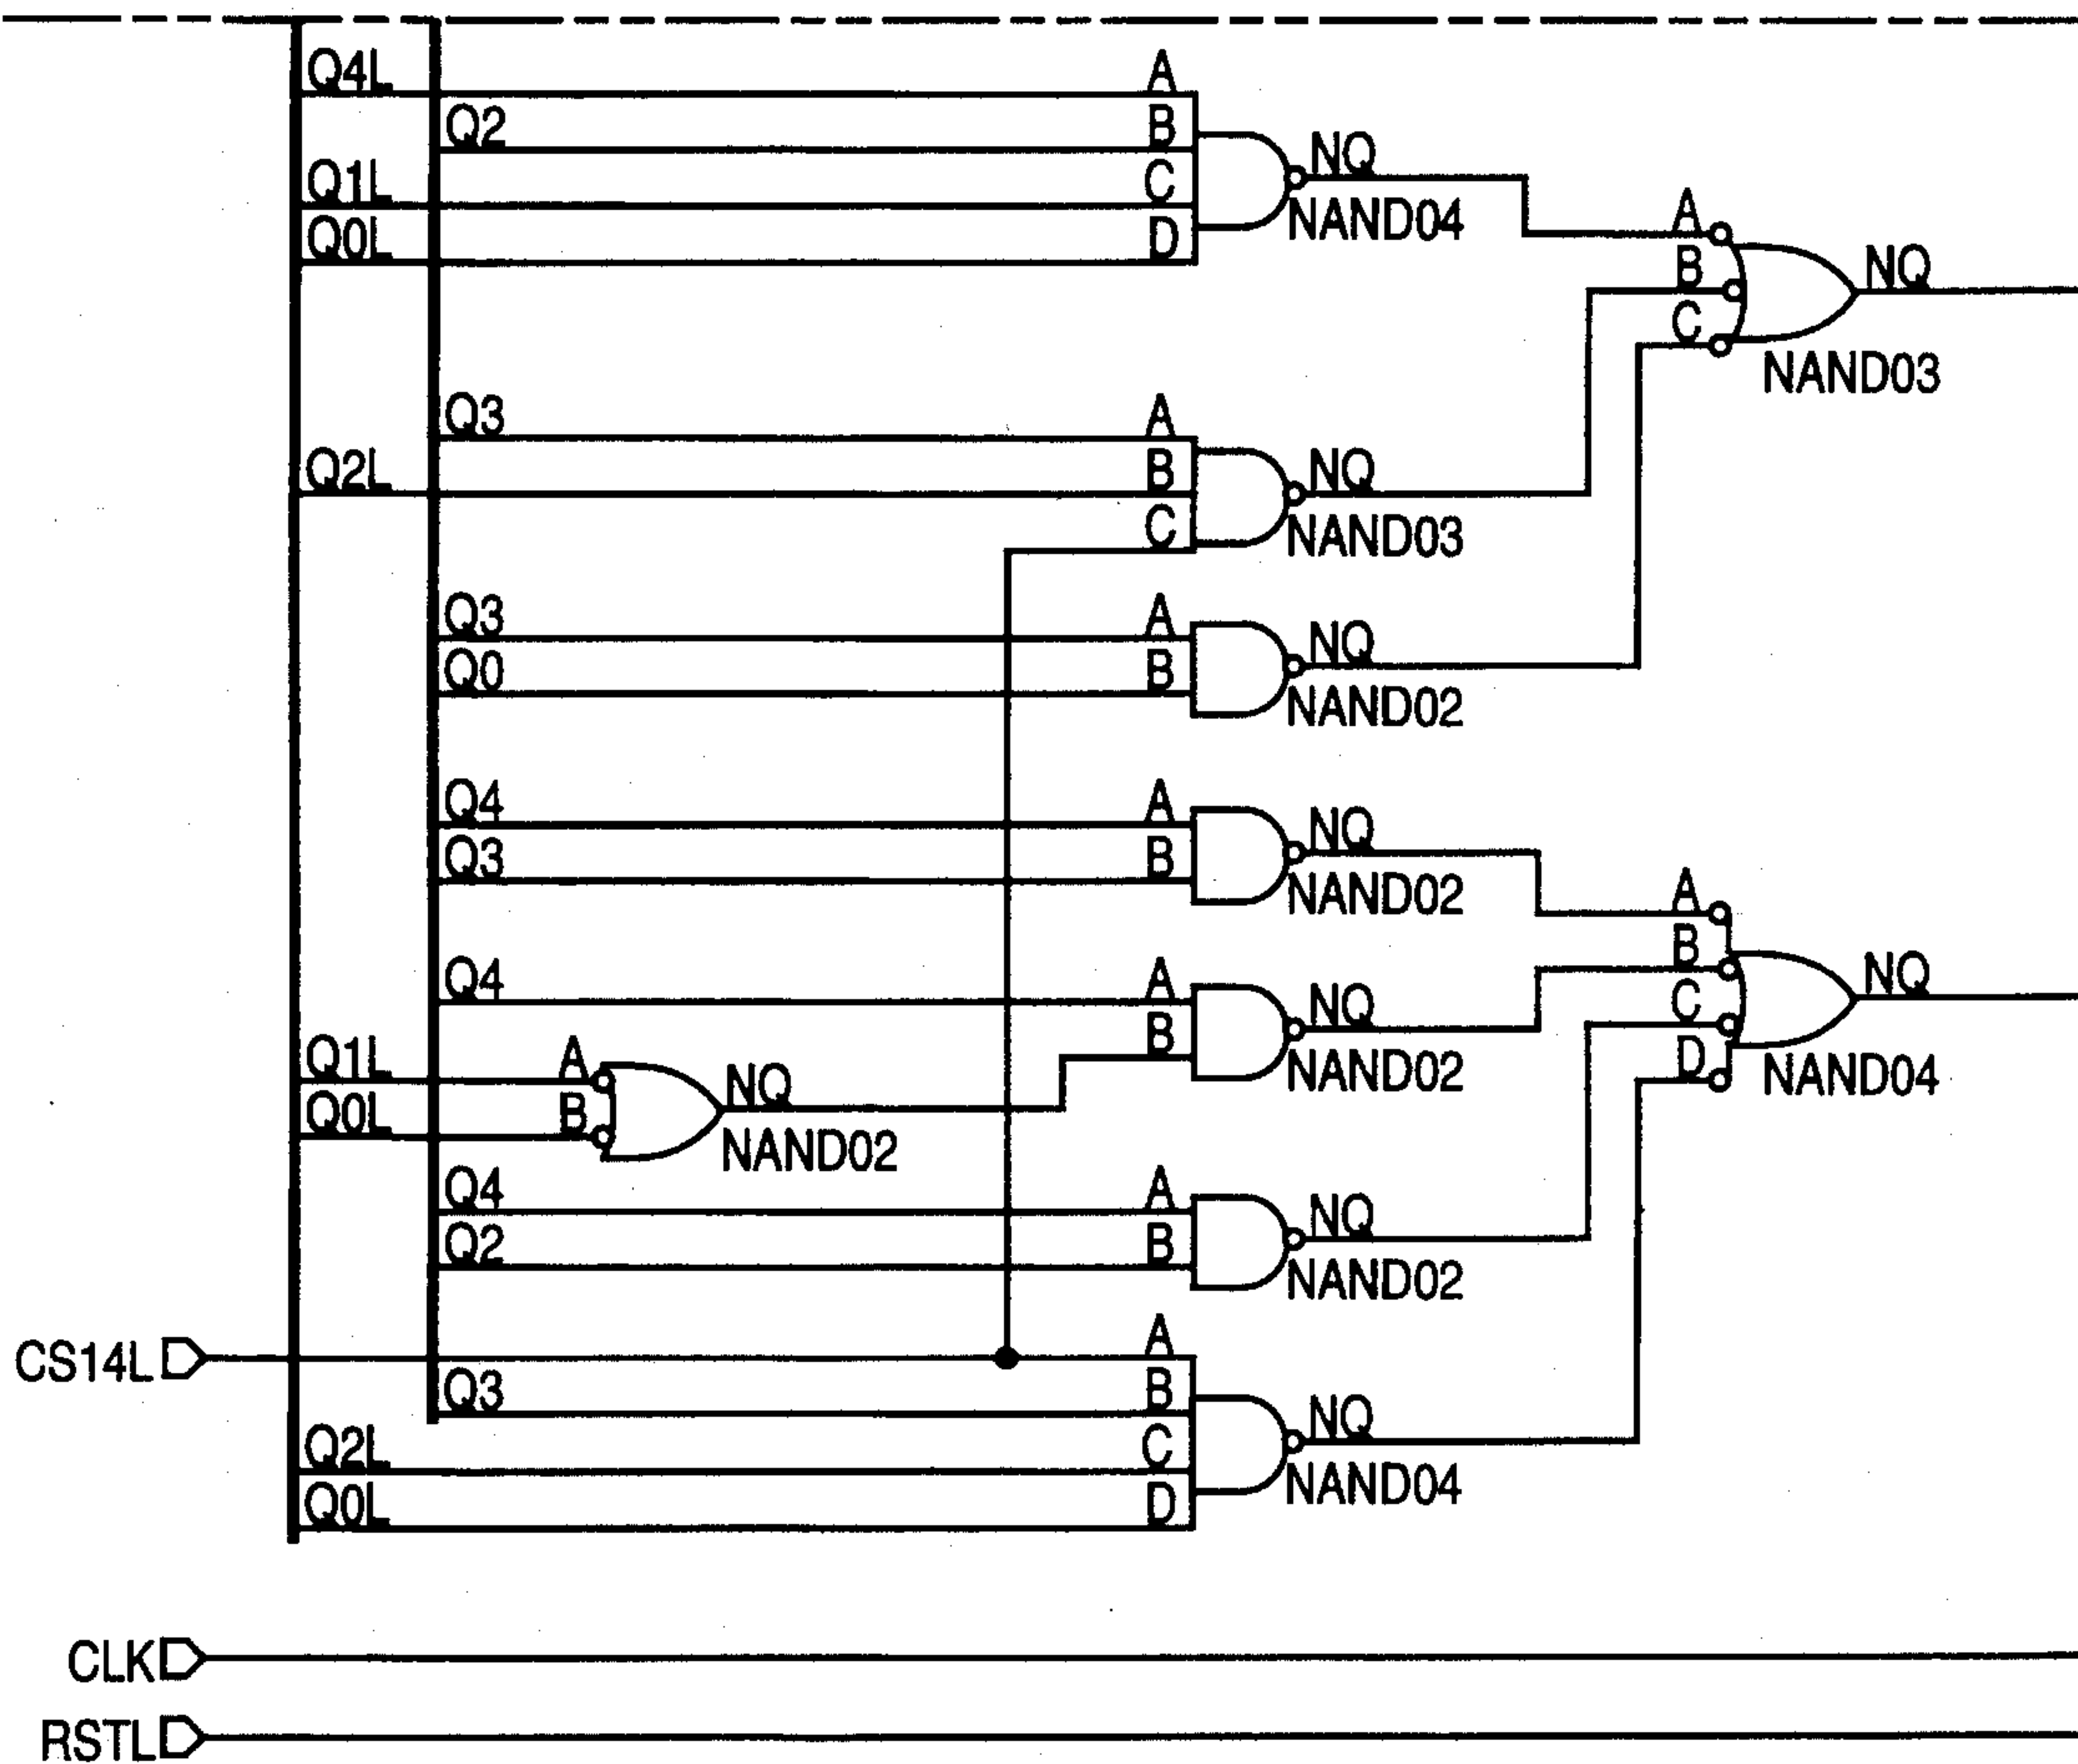 Q4L A
Q2 B NQ
Q1L C
Q0L D NAND04
A
B NQ
C
NAND03
Q3 A
Q2L B NQ
C NAND03
Q3 A NQ
Q0 B NAND02
Q4 A NQ
Q3 B NAND02
A
B NQ
C
D NAND04
Q4 A NQ
B NAND02
Q1L A NQ
Q0L B NAND02
Q4 A NQ
Q2 B NAND02
CS14L A
Q3 B NQ
Q2L C NAND04
Q0L D
CLK
RSTL